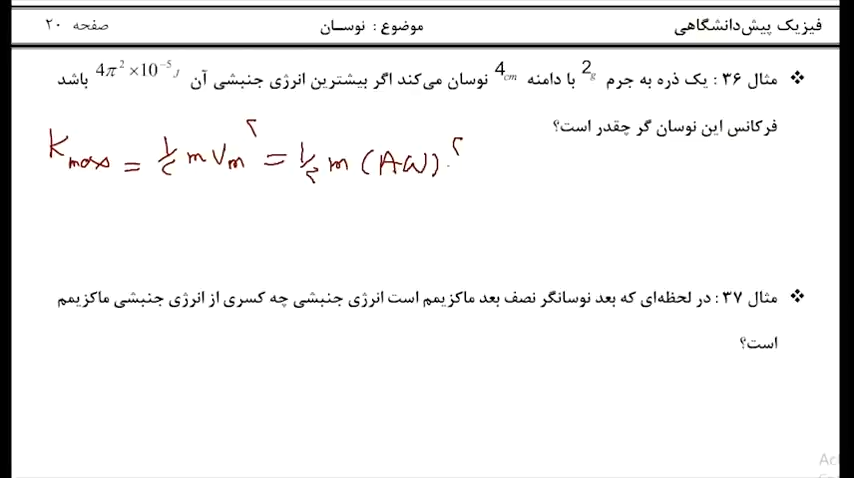 فیزیک پیش‌دانشگاهی موضوع : نوسـان صفحه ۲۰
❖ مثال ۳۶ : یک ذره به جرم 2g با دامنه 4cm نوسان می‌کند اگر بیشترین انرژی جنبشی آن 4π²×10⁻⁵ J باشد
فرکانس این نوسان گر چقدر است؟
Kmax = ½ m Vm² = ½ m (Aω)²
❖ مثال ۳۷ : در لحظه‌ای که بعد نوسانگر نصف بعد ماکزیمم است انرژی جنبشی چه کسری از انرژی جنبشی ماکزیمم
است؟